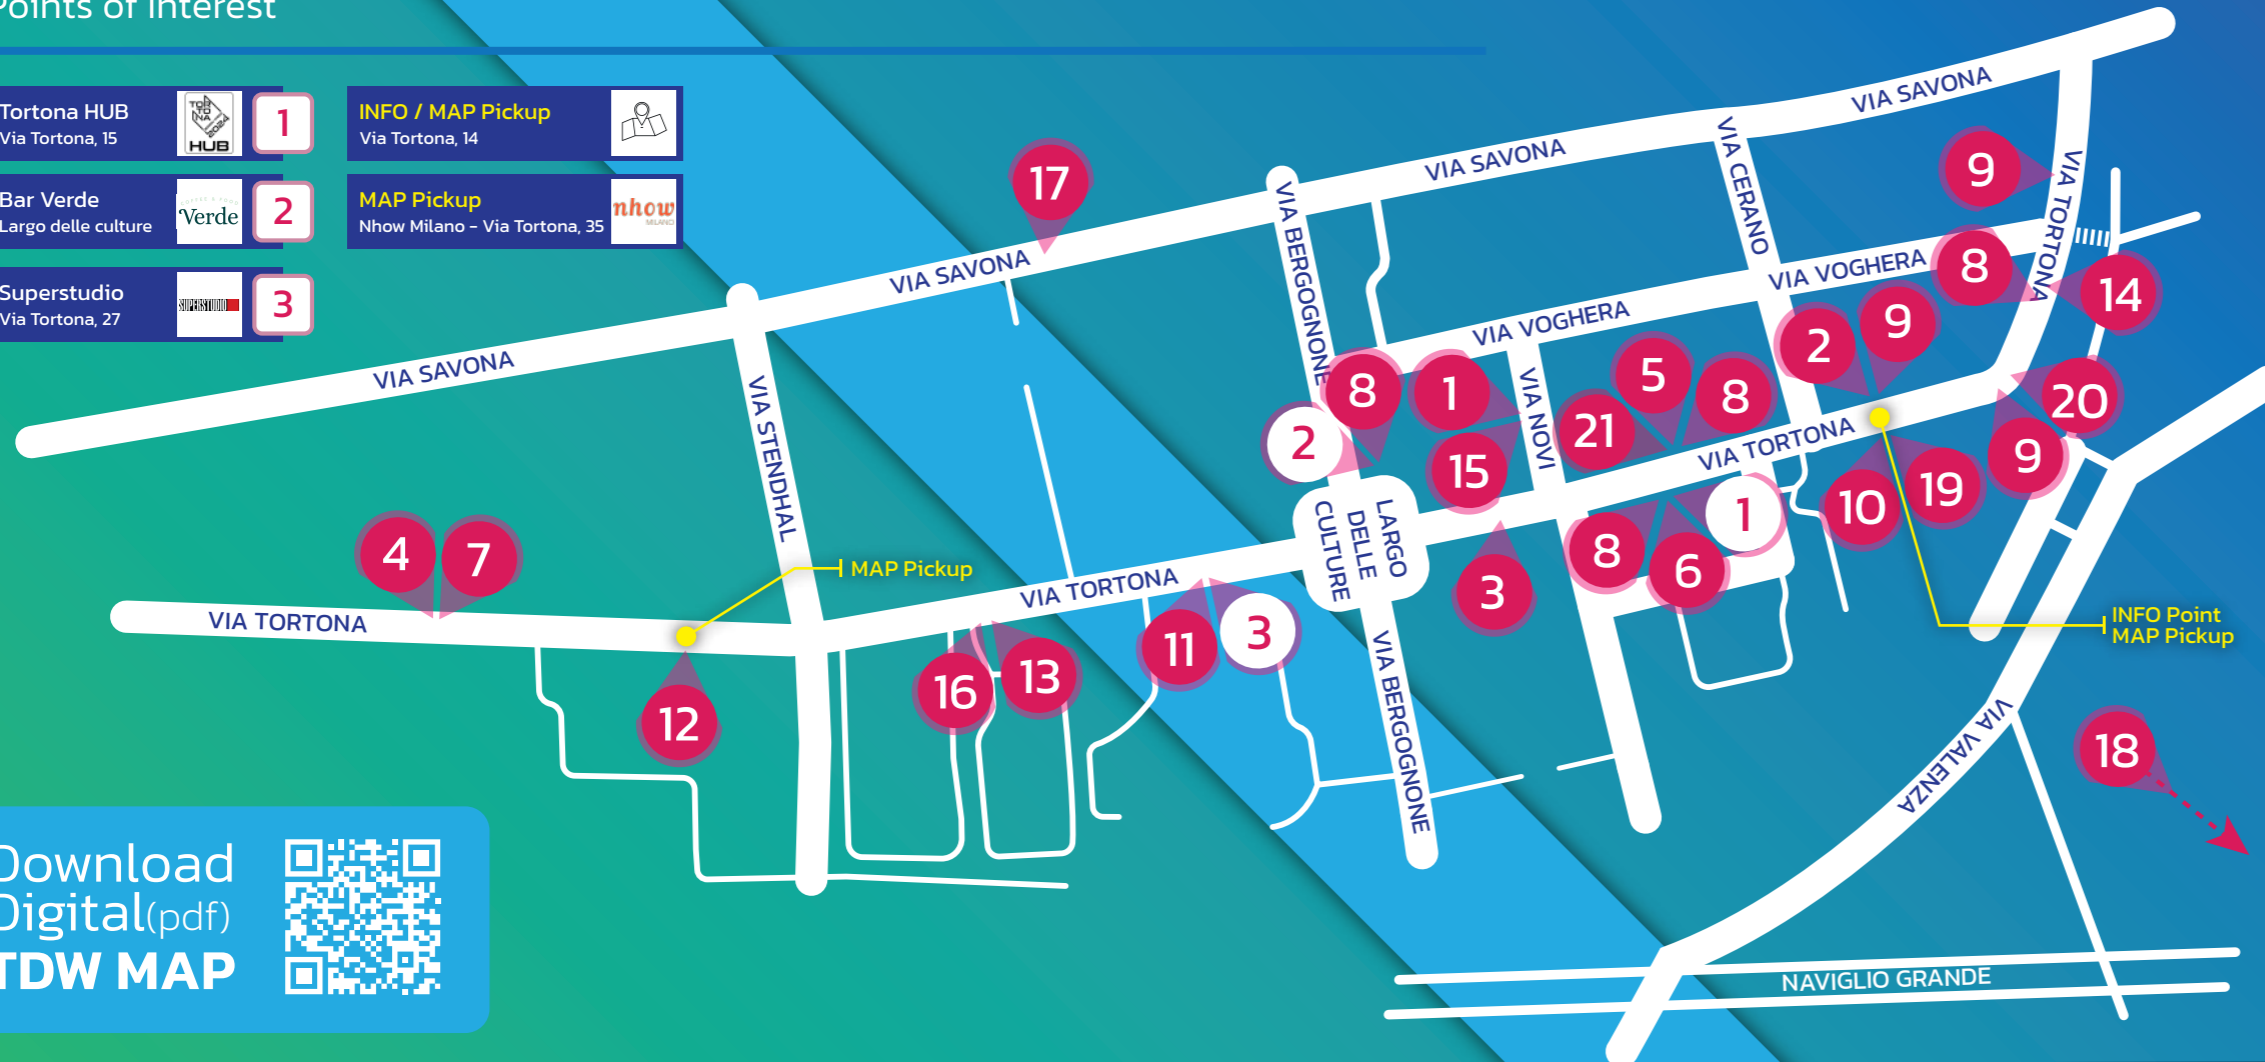 Points of Interest
Tortona HUB
Via Tortona, 15
TORTONA 2024
HUB
1
INFO / MAP Pickup
Via Tortona, 14
Bar Verde
Largo delle culture
Verde
2
MAP Pickup
Nhow Milano - Via Tortona, 35
nhow
MILANO
Superstudio
Via Tortona, 27
SUPERSTUDIO
3
VIA SAVONA
VIA SAVONA
VIA SAVONA
VIA SAVONA
VIA CERANO
VIA TORTONA
VIA BERGOGNONE
VIA VOGHERA
VIA VOGHERA
VIA STENDHAL
VIA NOVI
VIA TORTONA
LARGO
DELLE
CULTURE
VIA TORTONA
VIA TORTONA
VIA BERGOGNONE
VIA VALENZA
NAVIGLIO GRANDE
17
9
8
14
2
9
5
8
1
8
21
20
2
15
9
10
19
1
8
6
3
4
7
11
3
16
13
12
18
MAP Pickup
INFO Point
MAP Pickup
Download
Digital(pdf)
TDW MAP